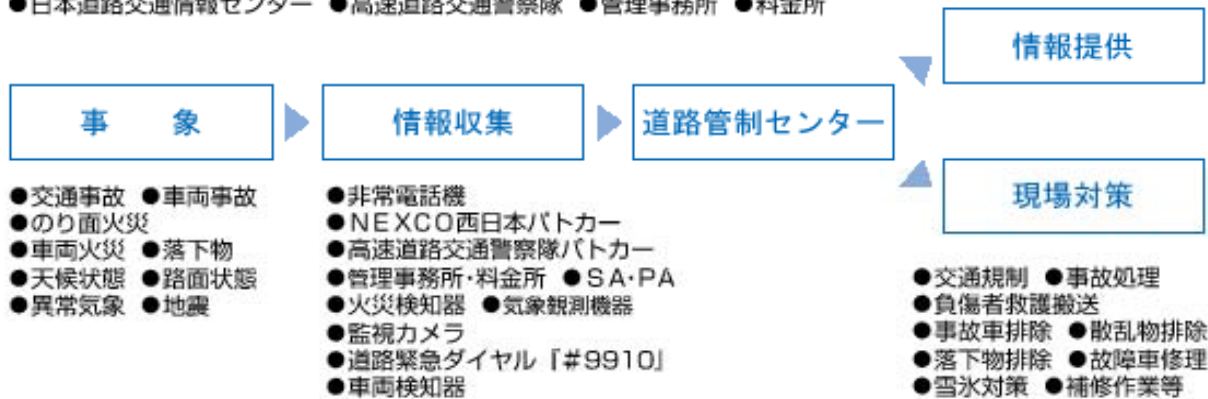 ●日本道路交通情報センター ●高速道路交通警察隊 ●管理事務所 ●料金所
情報提供
事　象
情報収集
道路管制センター
現場対策
●交通事故 ●車両事故
●のり面火災
●車両火災 ●落下物
●天候状態 ●路面状態
●異常気象 ●地震
●非常電話機
●NEXCO西日本パトカー
●高速道路交通警察隊パトカー
●管理事務所・料金所 ●SA・PA
●火災検知器 ●気象観測機器
●監視カメラ
●道路緊急ダイヤル「#9910」
●車両検知器
●交通規制 ●事故処理
●負傷者救護搬送
●事故車排除 ●散乱物排除
●落下物排除 ●故障車修理
●雪氷対策 ●補修作業等